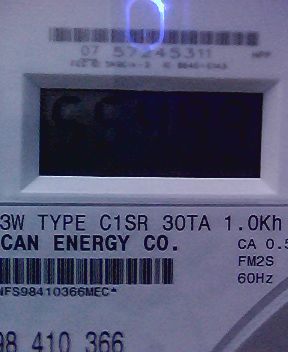 07 57245311
3W TYPE C1SR 30TA 1.0Kh
CAN ENERGY CO.
CA 0.5
FM2S
60Hz
NFS98410366MEC*
98 410 366